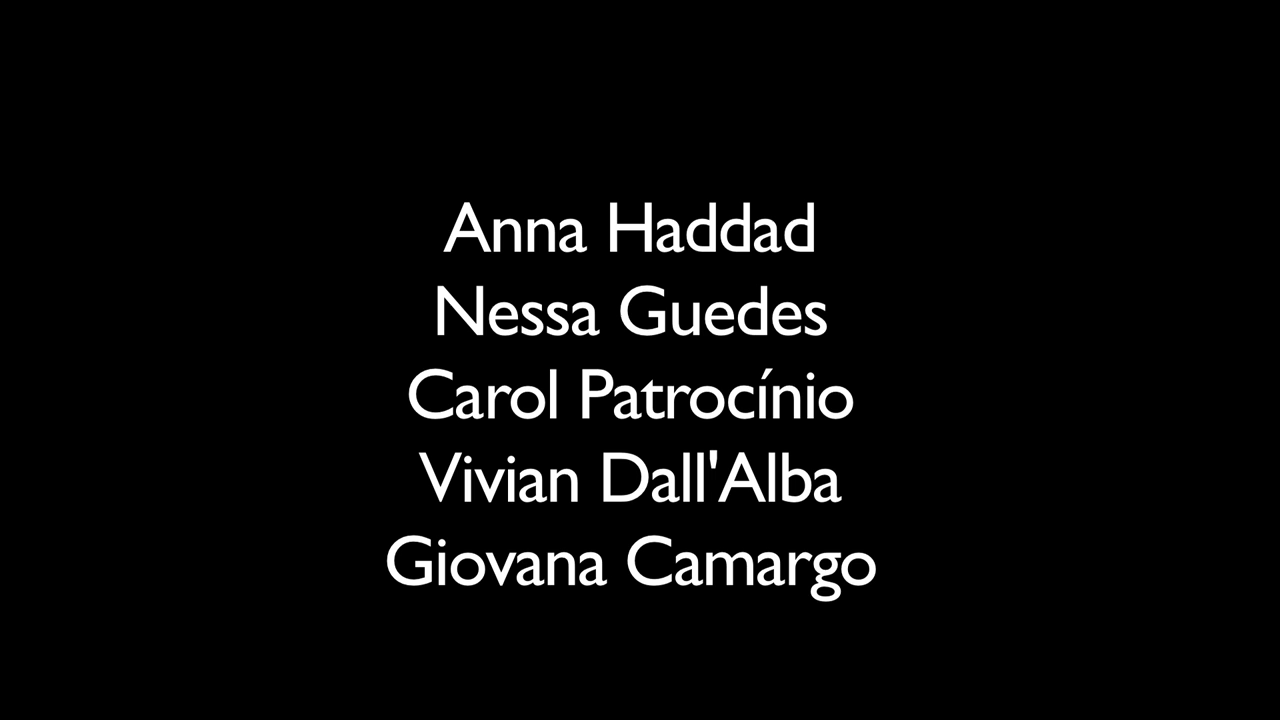 Anna Haddad
Nessa Guedes
Carol Patrocínio
Vivian Dall'Alba
Giovana Camargo